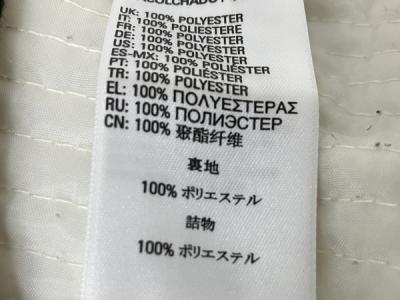 UK: 100% POLYESTER
IT: 100% POLIESTERE
FR: 100% POLYESTER
DE: 100% POLYESTER
US: 100% POLYESTER
ES-MX: 100% POLIÉSTER
PT: 100% POLIÉSTER
TR: 100% POLYESTER
EL: 100% ΠΟΛΥΕΣΤΕΡΑΣ
RU: 100% ПОЛИЭСТЕР
CN: 100% 聚酯纤维
裏地
100% ポリエステル
詰物
100% ポリエステル